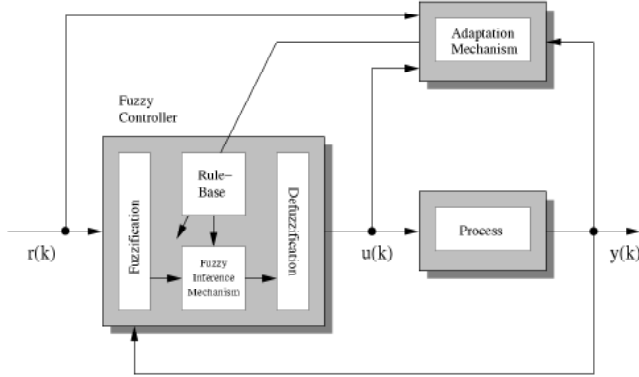 Adaptation
Mechanism
Fuzzy
Controller
Fuzzification
Rule-
Base
Defuzzification
Fuzzy
Inference
Mechanism
Process
r(k)
u(k)
y(k)